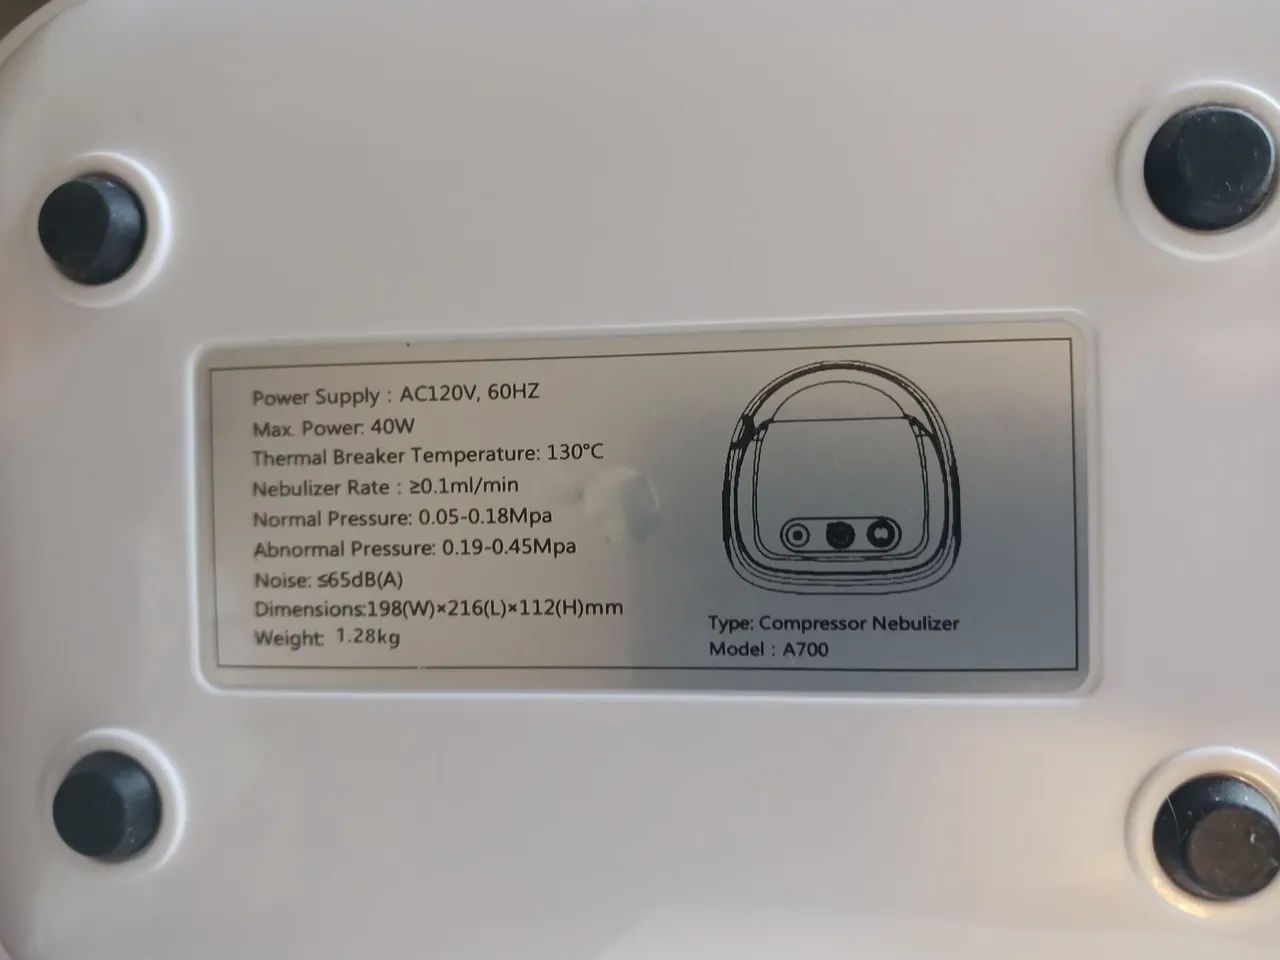 Power Supply : AC120V, 60HZ
Max. Power: 40W
Thermal Breaker Temperature: 130°C
Nebulizer Rate : ≥0.1ml/min
Normal Pressure: 0.05-0.18Mpa
Abnormal Pressure: 0.19-0.45Mpa
Noise: ≤65dB(A)
Dimensions:198(W)×216(L)×112(H)mm
Weight: 1.28kg
Type: Compressor Nebulizer
Model : A700